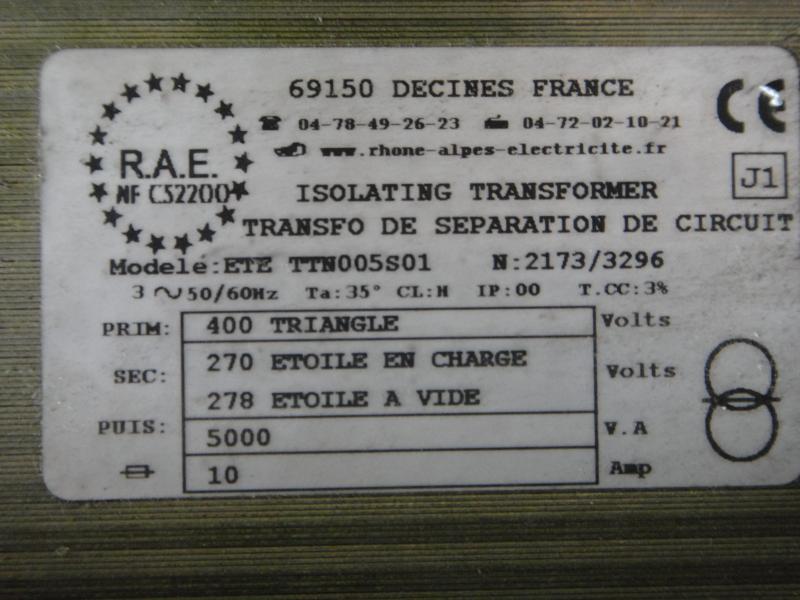 69150 DECINES FRANCE
04-78-49-26-23 04-72-02-10-21
www.rhone-alpes-electricite.fr
R.A.E.
NF C52200
J1
ISOLATING TRANSFORMER
TRANSFO DE SEPARATION DE CIRCUIT
Modele:ETE TTN005S01 N:2173/3296
3 ~ 50/60Hz Ta:35° CL:H IP:00 T.CC:3%
PRIM: 400 TRIANGLE Volts
SEC: 270 ETOILE EN CHARGE Volts
278 ETOILE A VIDE
PUIS: 5000 V.A
10 Amp